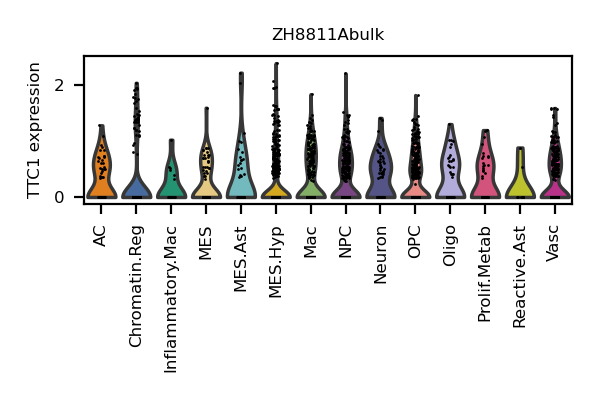 ZH8811Abulk
TTC1 expression
2
0
AC
Chromatin.Reg
Inflammatory.Mac
MES
MES.Ast
MES.Hyp
Mac
NPC
Neuron
OPC
Oligo
Prolif.Metab
Reactive.Ast
Vasc